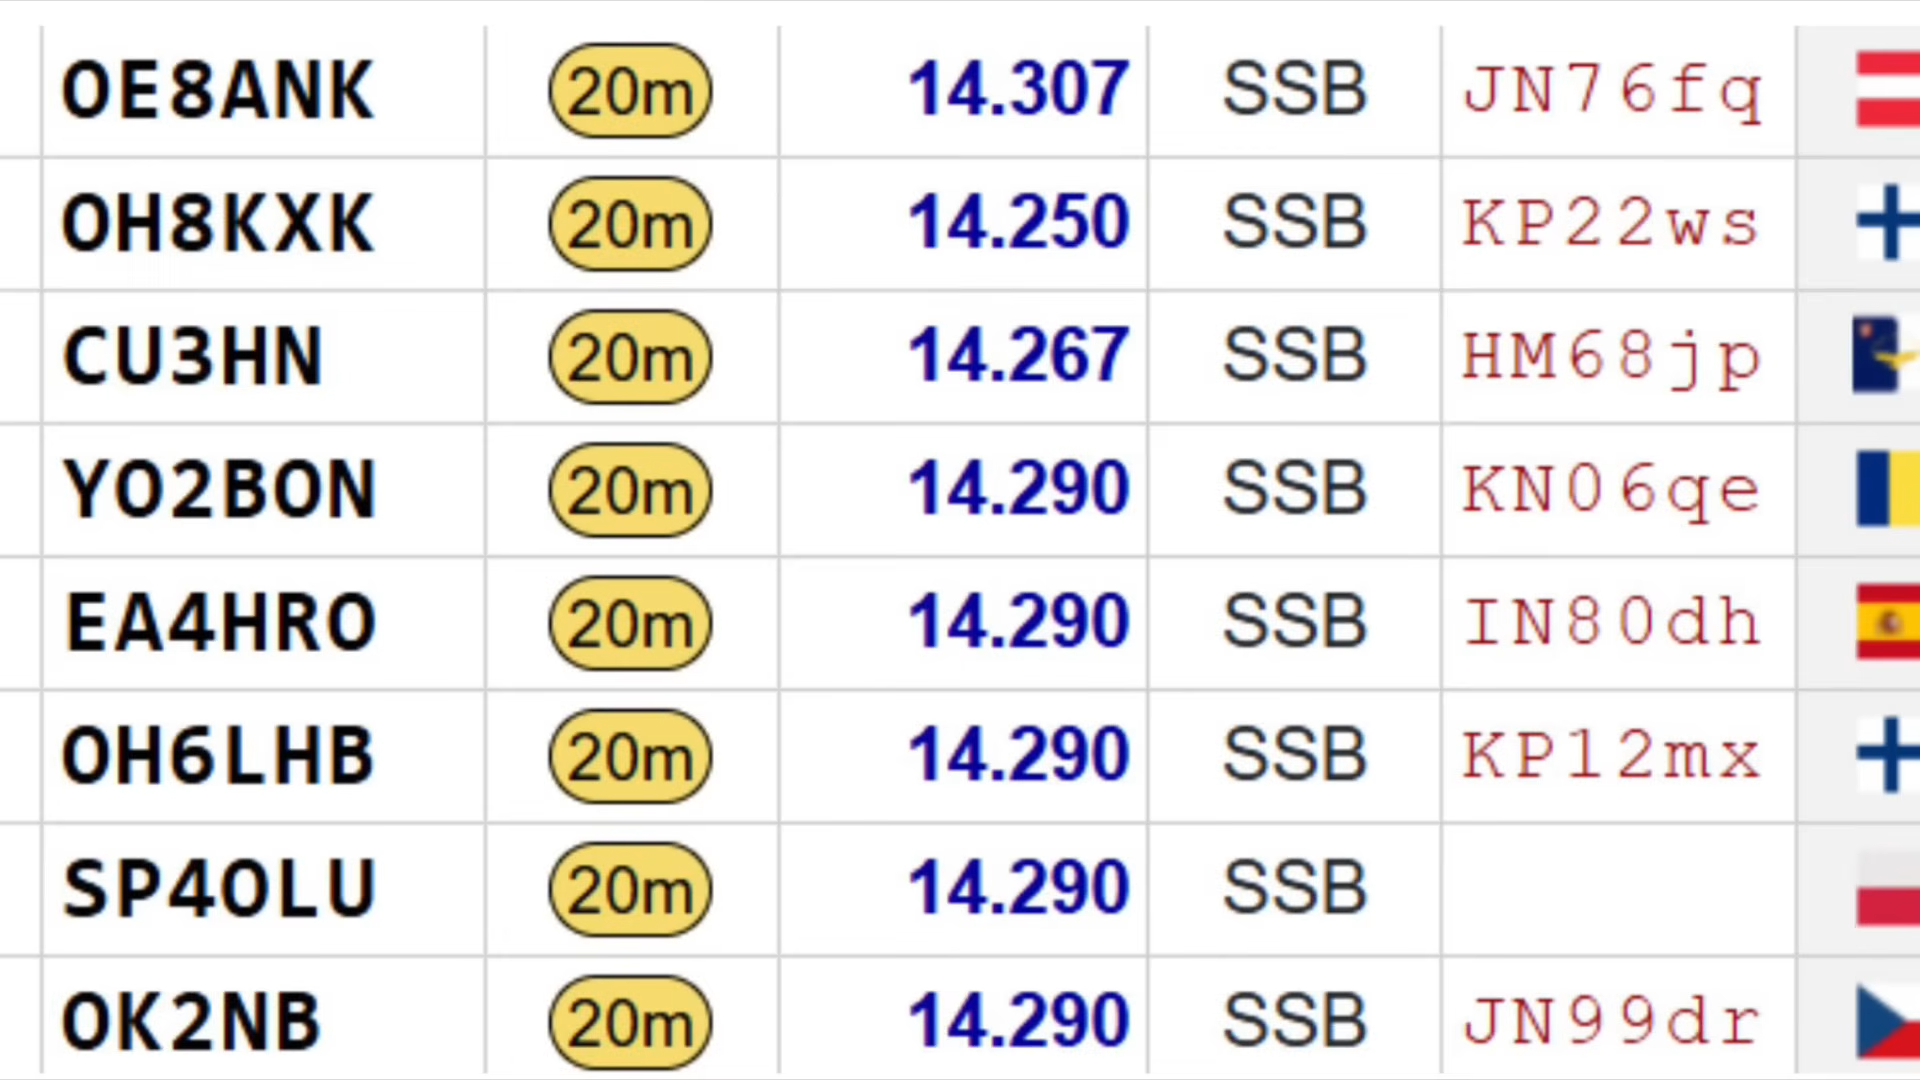 OE8ANK 20m 14.307 SSB JN76fq
OH8KXK 20m 14.250 SSB KP22ws
CU3HN 20m 14.267 SSB HM68jp
YO2BON 20m 14.290 SSB KN06qe
EA4HRO 20m 14.290 SSB IN80dh
OH6LHB 20m 14.290 SSB KP12mx
SP4OLU 20m 14.290 SSB
OK2NB 20m 14.290 SSB JN99dr